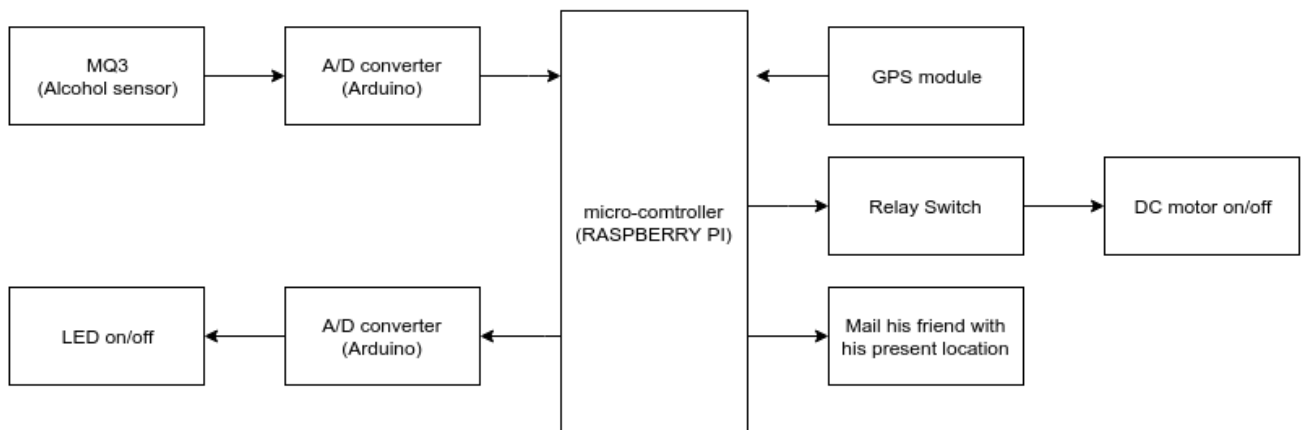 MQ3
(Alcohol sensor)
A/D converter
(Arduino)
GPS module
micro-comtroller
(RASPBERRY PI)
Relay Switch
DC motor on/off
LED on/off
A/D converter
(Arduino)
Mail his friend with
his present location